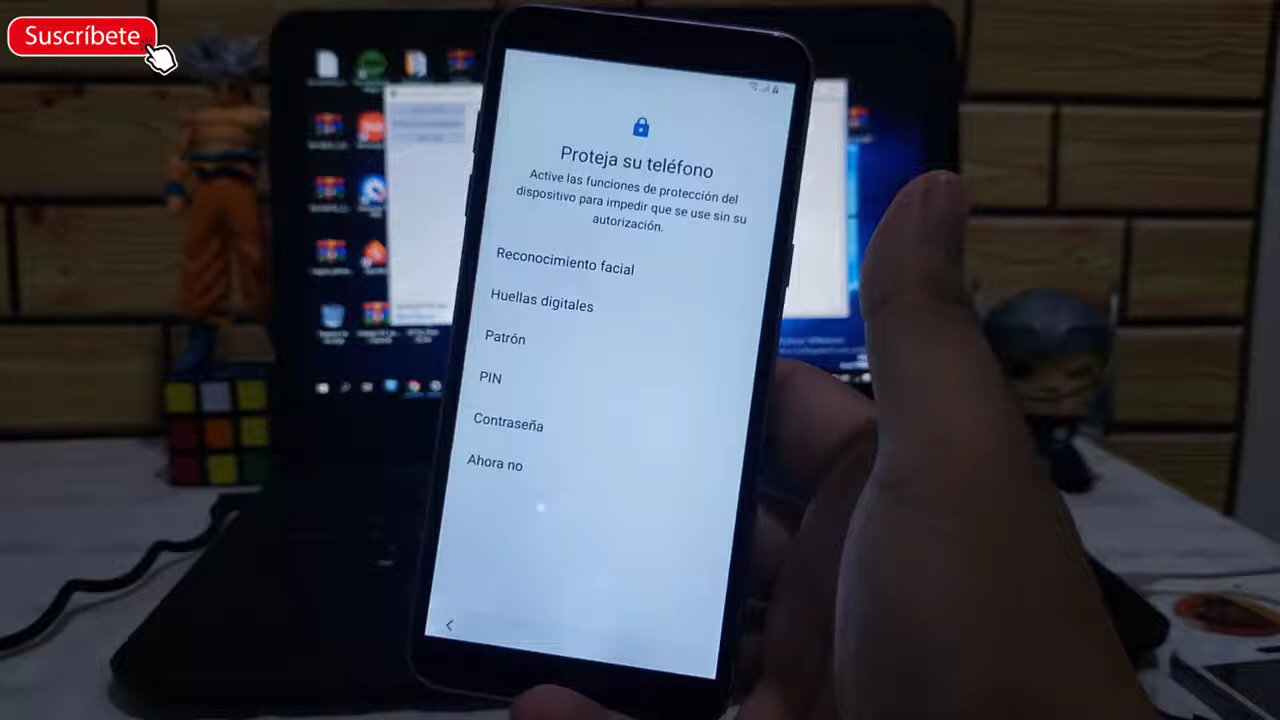 Suscríbete
Proteja su teléfono
Active las funciones de protección del
dispositivo para impedir que se use sin su
autorización.
Reconocimiento facial
Huellas digitales
Patrón
PIN
Contraseña
Ahora no